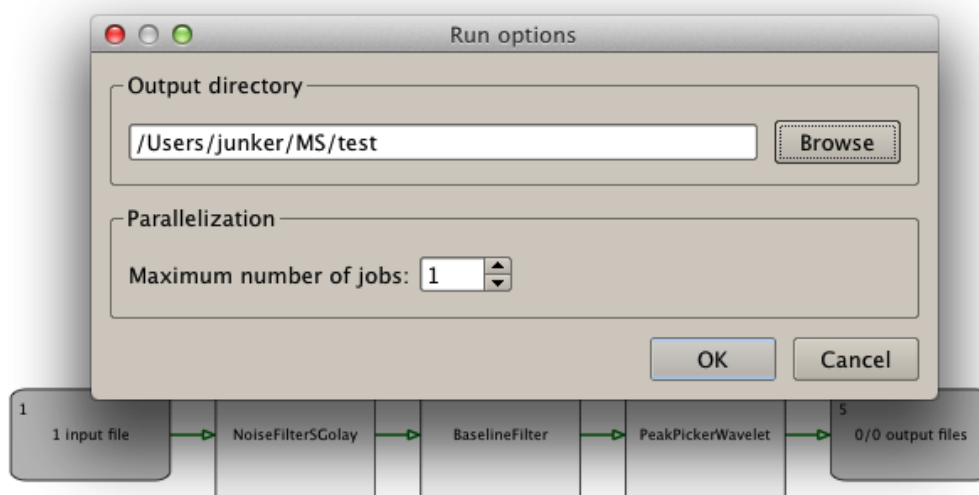 Run options
Output directory
/Users/junker/MS/test
Browse
Parallelization
Maximum number of jobs: 1
OK
Cancel
1
1 input file
NoiseFilterSGolay
BaselineFilter
PeakPickerWavelet
5
0/0 output files